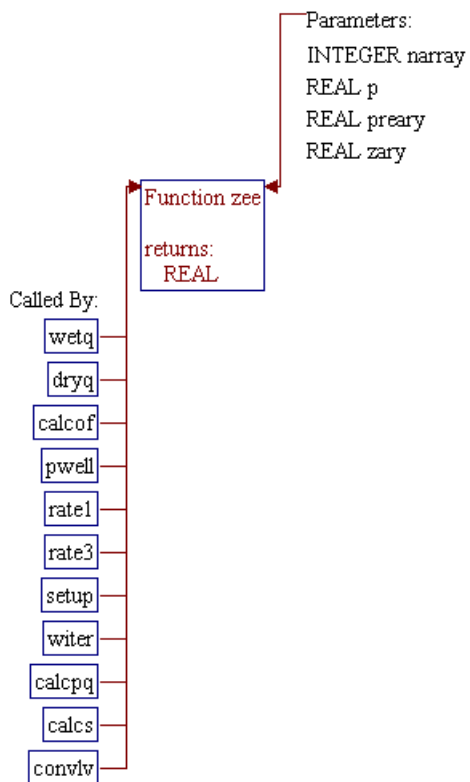 Parameters:
INTEGER narray
REAL p
REAL preary
REAL zary
Function zee
returns:
REAL
Called By:
wetq
dryq
calcof
pwell
rate1
rate3
setup
witer
calcpq
calcs
convlv